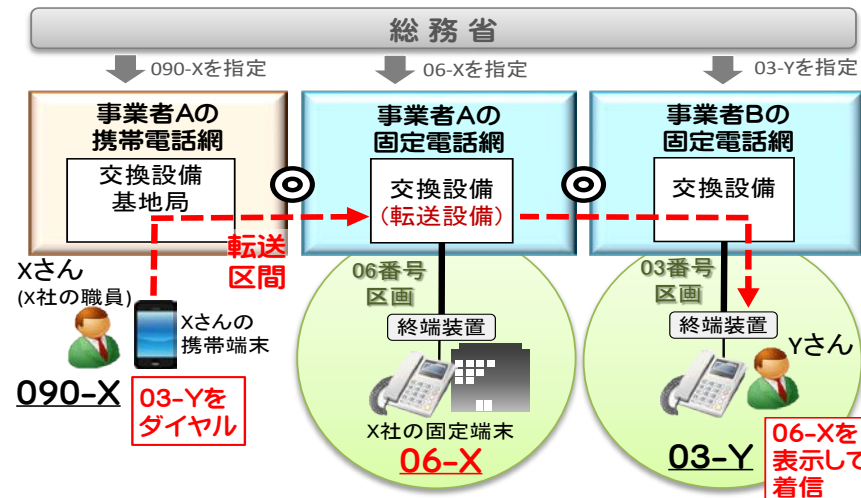 総務省
090-Xを指定
06-Xを指定
03-Yを指定
事業者Aの
携帯電話網
交換設備
基地局
事業者Aの
固定電話網
交換設備
(転送設備)
事業者Bの
固定電話網
交換設備
転送
区間
Xさん
(X社の職員)
Xさんの
携帯端末
090-X
03-Yを
ダイヤル
06番号
区画
終端装置
X社の固定端末
06-X
03番号
区画
終端装置
Yさん
03-Y
06-Xを
表示して
着信